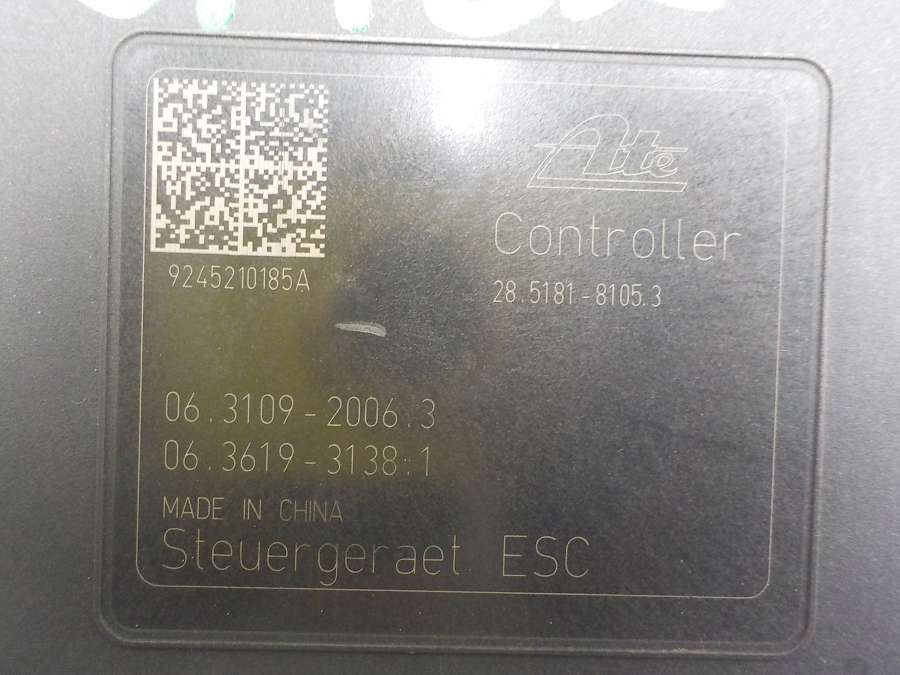 Ate
Controller
9245210185A
28.5181-8105.3
06.3109-2006.3
06.3619-3138:1
MADE IN CHINA
Steuergeraet ESC